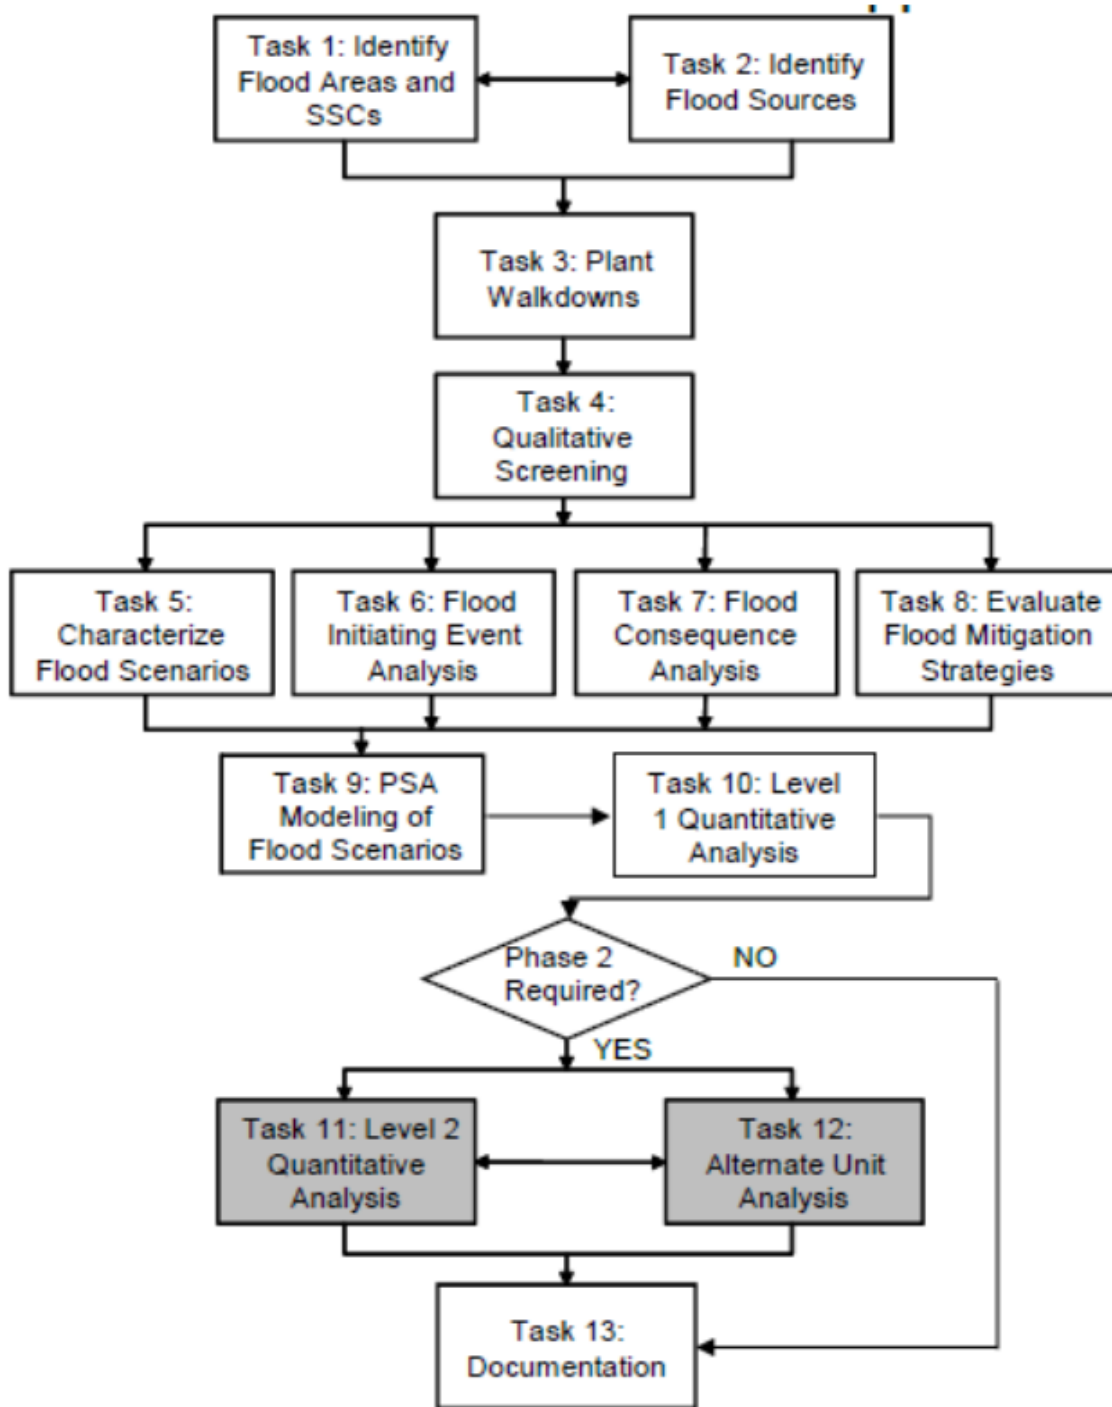 Task 1: Identify
Flood Areas and
SSCs
Task 2: Identify
Flood Sources
Task 3: Plant
Walkdowns
Task 4:
Qualitative
Screening
Task 5:
Characterize
Flood Scenarios
Task 6: Flood
Initiating Event
Analysis
Task 7: Flood
Consequence
Analysis
Task 8: Evaluate
Flood Mitigation
Strategies
Task 9: PSA
Modeling of
Flood Scenarios
Task 10: Level
1 Quantitative
Analysis
Phase 2
Required?
NO
YES
Task 11: Level 2
Quantitative
Analysis
Task 12:
Alternate Unit
Analysis
Task 13:
Documentation